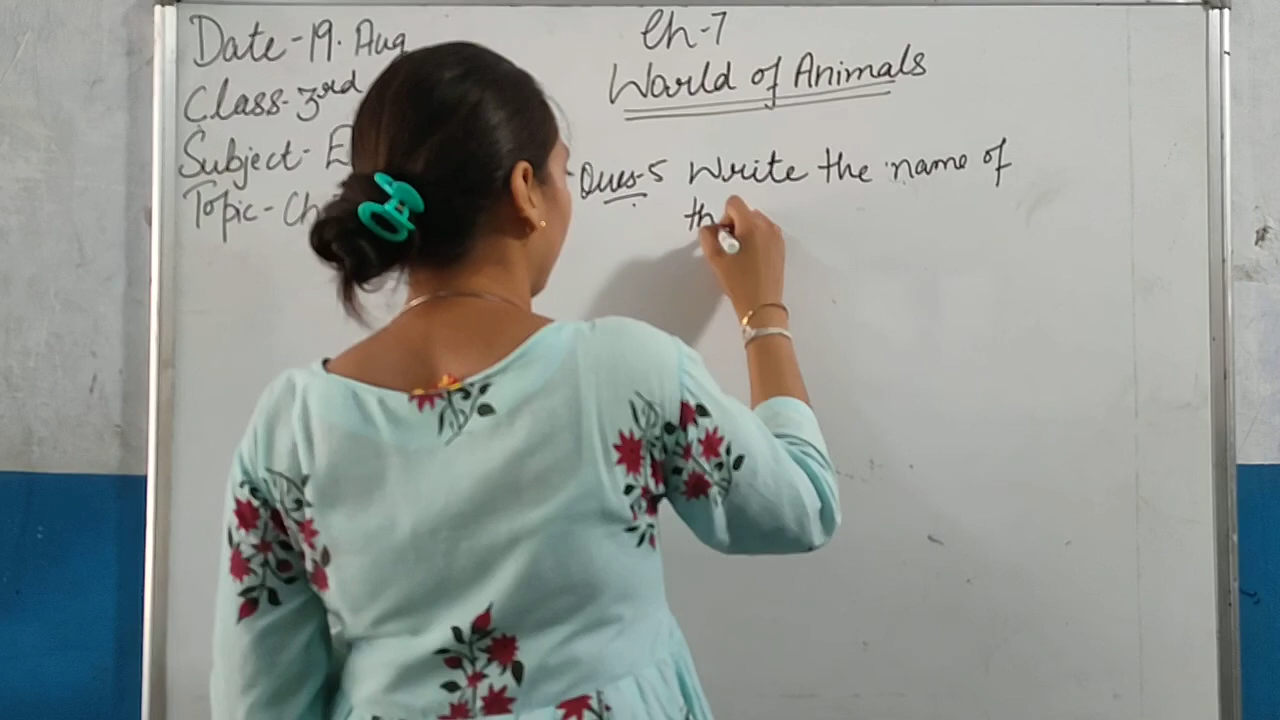 Date-19. Aug
Class-3rd
Subject- E
Topic-Ch
Ch-7
World of Animals
Ques-5 Write the name of
th